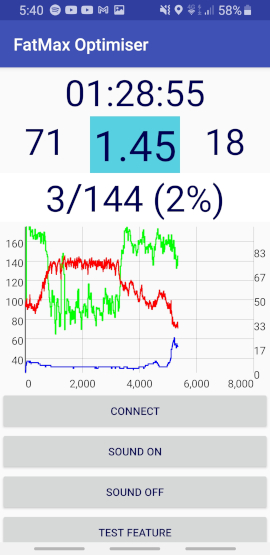 5:40 58%
FatMax Optimiser
01:28:55
71 1.45 18
3/144 (2%)
160
140
120
100
80
60
40
83
67
50
33
17
0
0 2,000 4,000 6,000 8,000
CONNECT
SOUND ON
SOUND OFF
TEST FEATURE